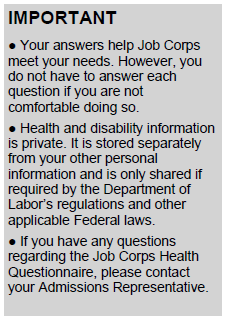 IMPORTANT
● Your answers help Job Corps
meet your needs. However, you
do not have to answer each
question if you are not
comfortable doing so.
● Health and disability information
is private. It is stored separately
from your other personal
information and is only shared if
required by the Department of
Labor's regulations and other
applicable Federal laws.
● If you have any questions
regarding the Job Corps Health
Questionnaire, please contact
your Admissions Representative.